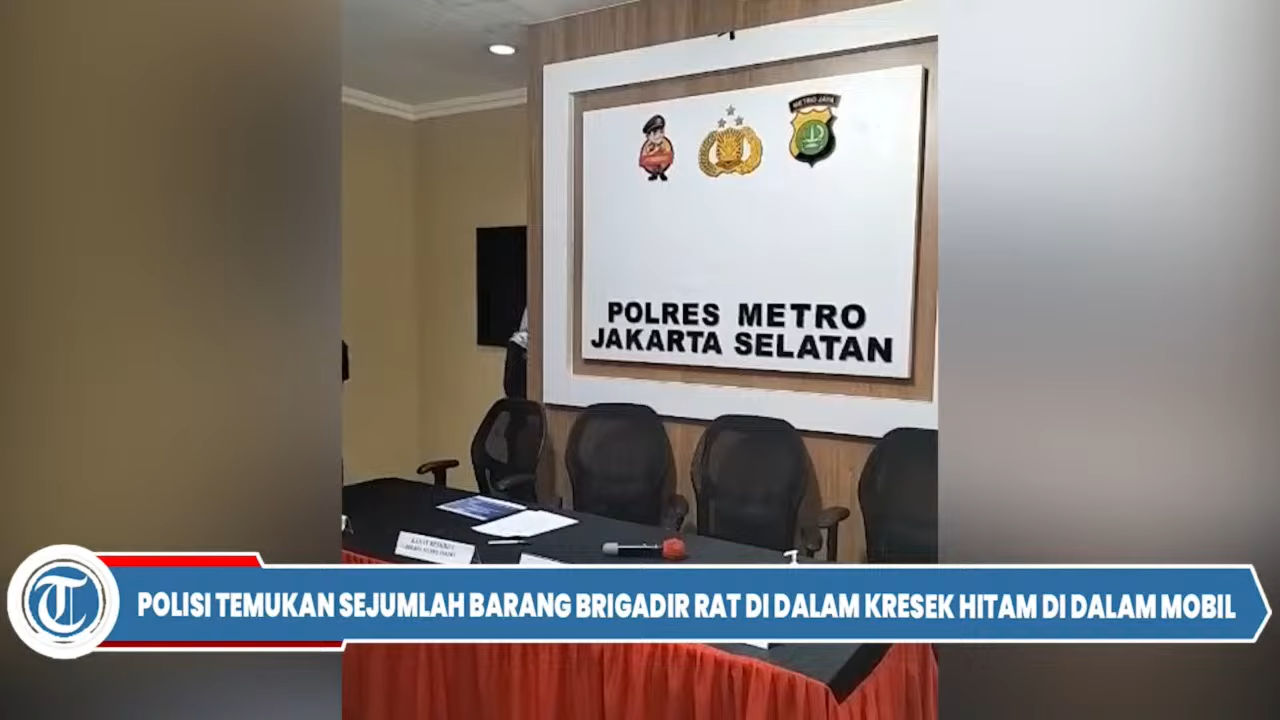 METRO JAYA
POLRES METRO
JAKARTA SELATAN
T
POLISI TEMUKAN SEJUMLAH BARANG BRIGADIR RAT DI DALAM KRESEK HITAM DI DALAM MOBIL